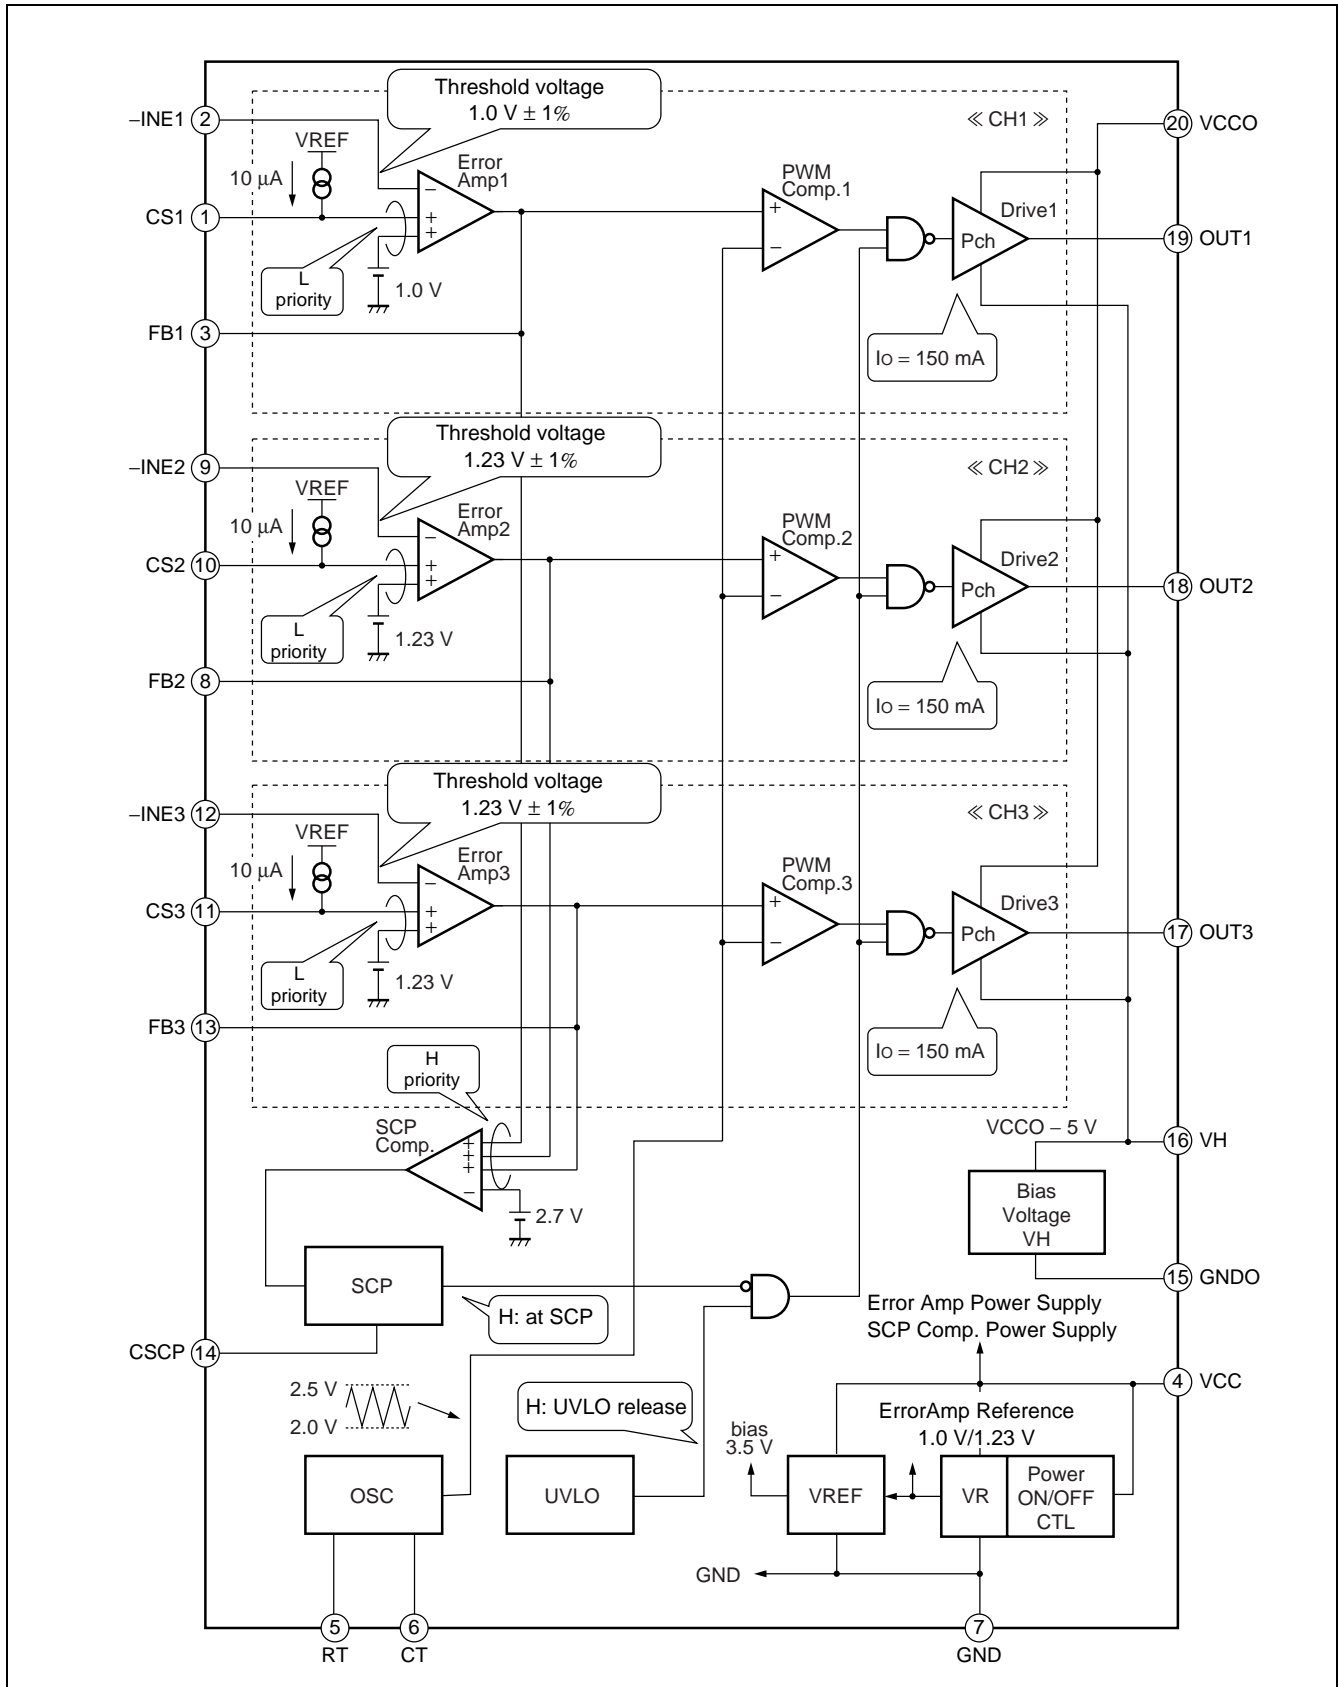 Threshold voltage
1.0 V ± 1%
≪ CH1 ≫
–INE1 2
20 VCCO
VREF
10 µA
Error
Amp1
–
+
+
CS1 1
L
priority
1.0 V
PWM
Comp.1
+
–
Drive1
Pch
19 OUT1
FB1 3
IO = 150 mA
Threshold voltage
1.23 V ± 1%
≪ CH2 ≫
–INE2 9
VREF
10 µA
Error
Amp2
–
+
+
CS2 10
L
priority
1.23 V
PWM
Comp.2
+
–
Drive2
Pch
18 OUT2
FB2 8
IO = 150 mA
Threshold voltage
1.23 V ± 1%
≪ CH3 ≫
–INE3 12
VREF
10 µA
Error
Amp3
–
+
+
CS3 11
L
priority
1.23 V
PWM
Comp.3
+
–
Drive3
Pch
17 OUT3
FB3 13
IO = 150 mA
H
priority
SCP
Comp.
+
+
+
–
2.7 V
VCCO – 5 V
16 VH
Bias
Voltage
VH
15 GNDO
SCP
H: at SCP
CSCP 14
Error Amp Power Supply
SCP Comp. Power Supply
4 VCC
2.5 V
2.0 V
H: UVLO release
ErrorAmp Reference
1.0 V/1.23 V
bias
3.5 V
OSC
UVLO
VREF
VR
Power
ON/OFF
CTL
GND
5
RT
6
CT
7
GND